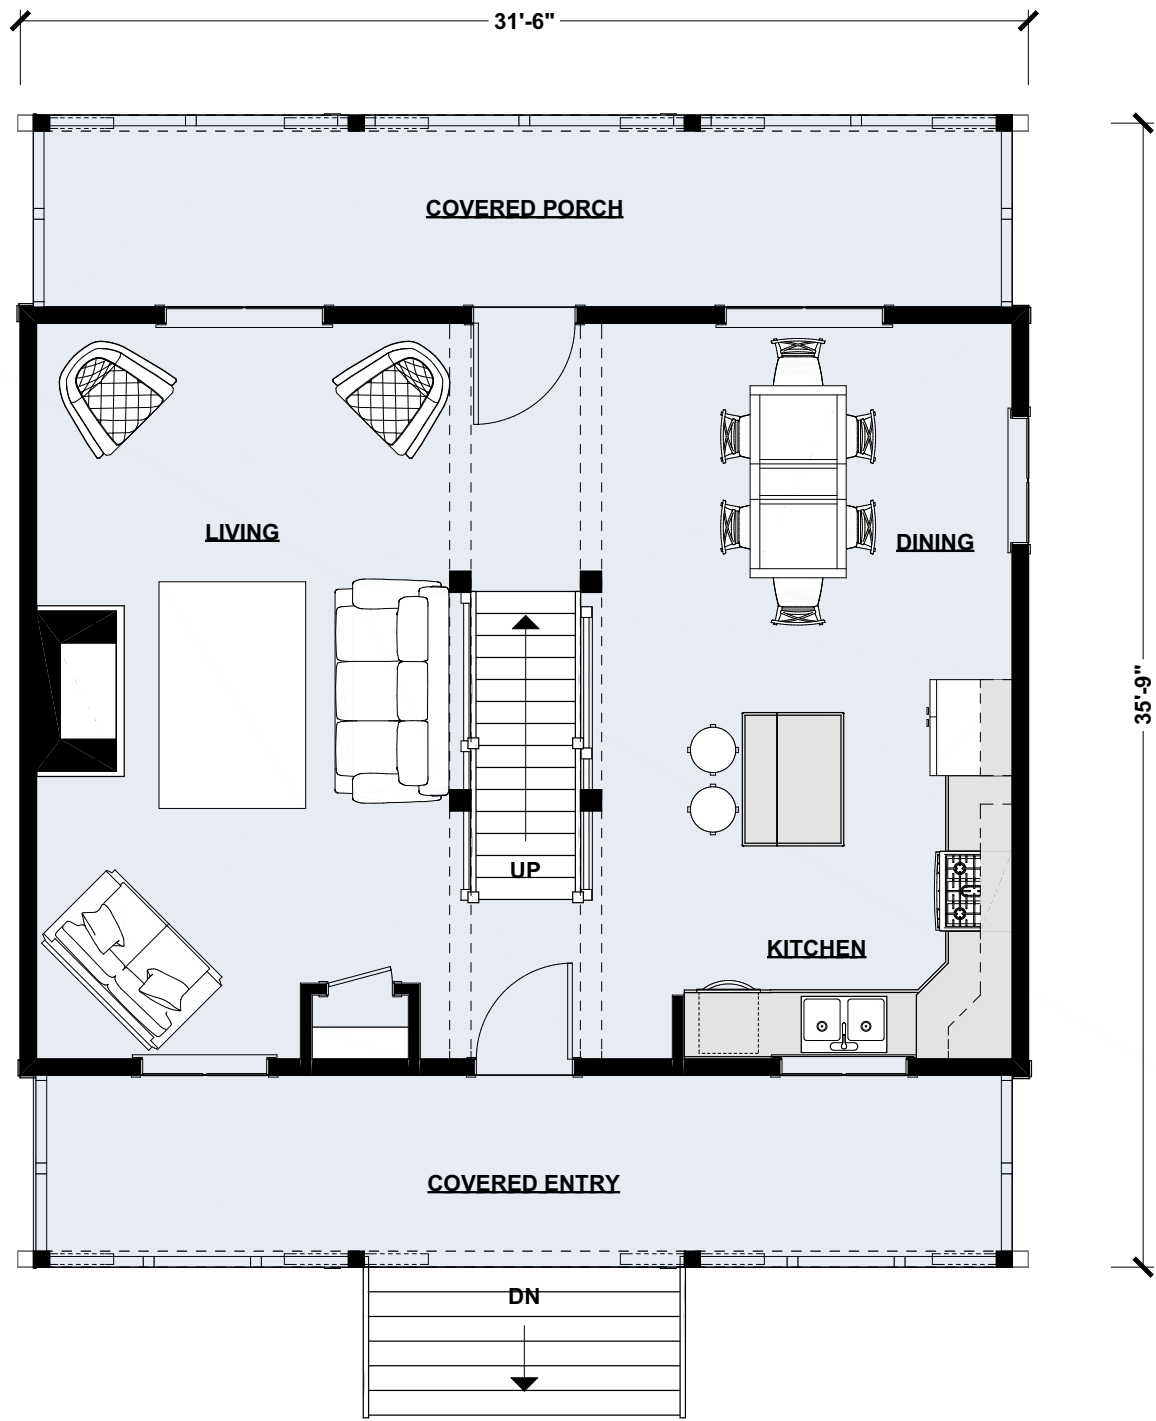 31'-6"
COVERED PORCH
LIVING
DINING
35'-9"
UP
KITCHEN
COVERED ENTRY
DN